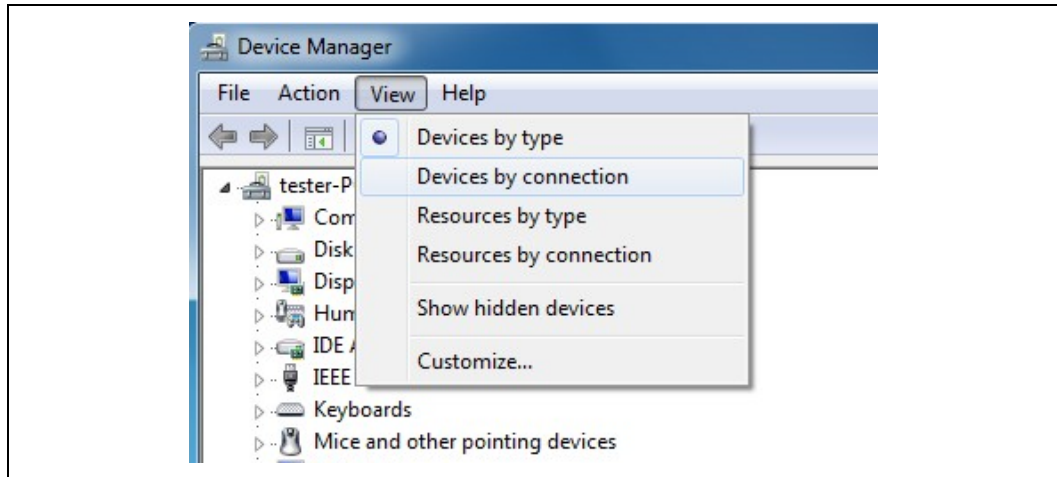 Device Manager
File Action View Help
Devices by type
tester-P
Devices by connection
Com
Resources by type
Disk
Resources by connection
Disp
Hum
Show hidden devices
IDE A
Customize...
IEEE
Keyboards
Mice and other pointing devices